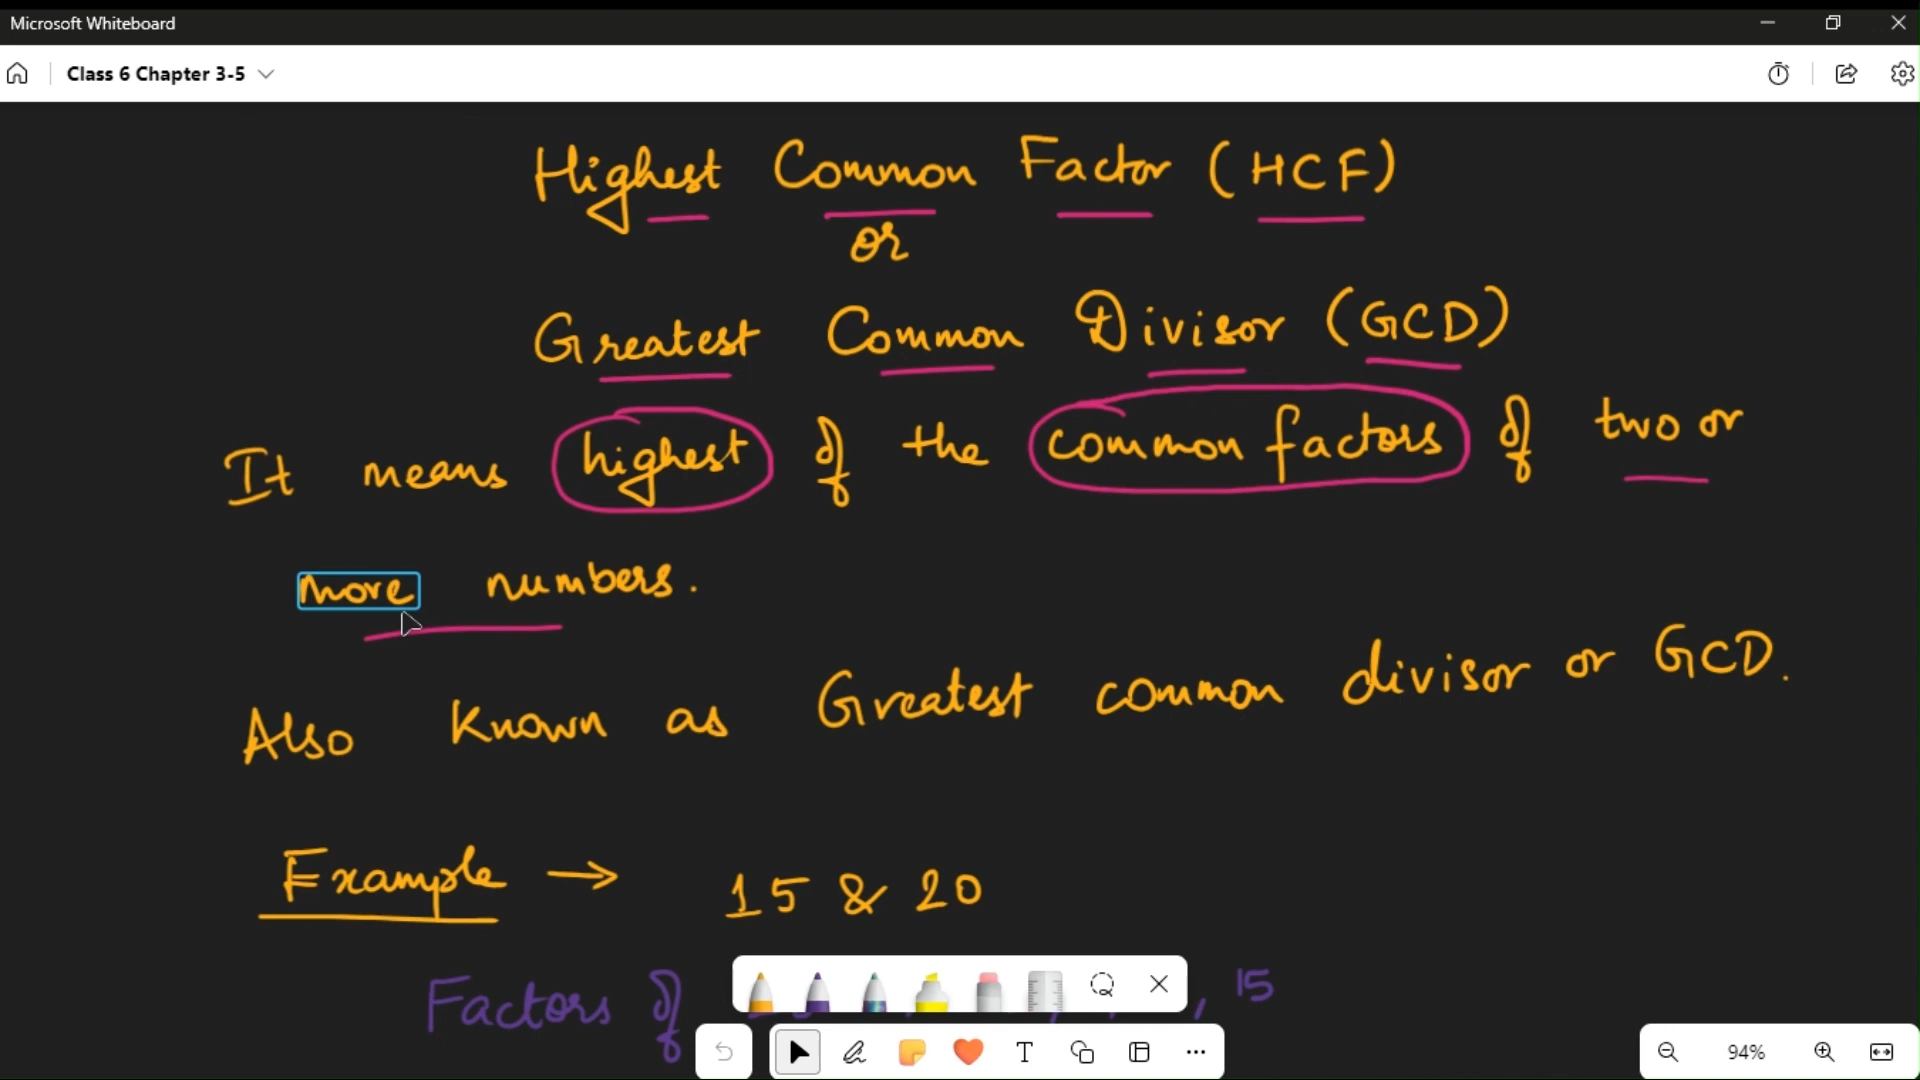 Microsoft Whiteboard
Class 6 Chapter 3-5
Highest Common Factor (HCF)
or
Greatest Common Divisor (GCD)
It means highest of the common factors of two or
more numbers.
Also known as Greatest common divisor or GCD.
Example → 15 & 20
Factors of , 15
94%